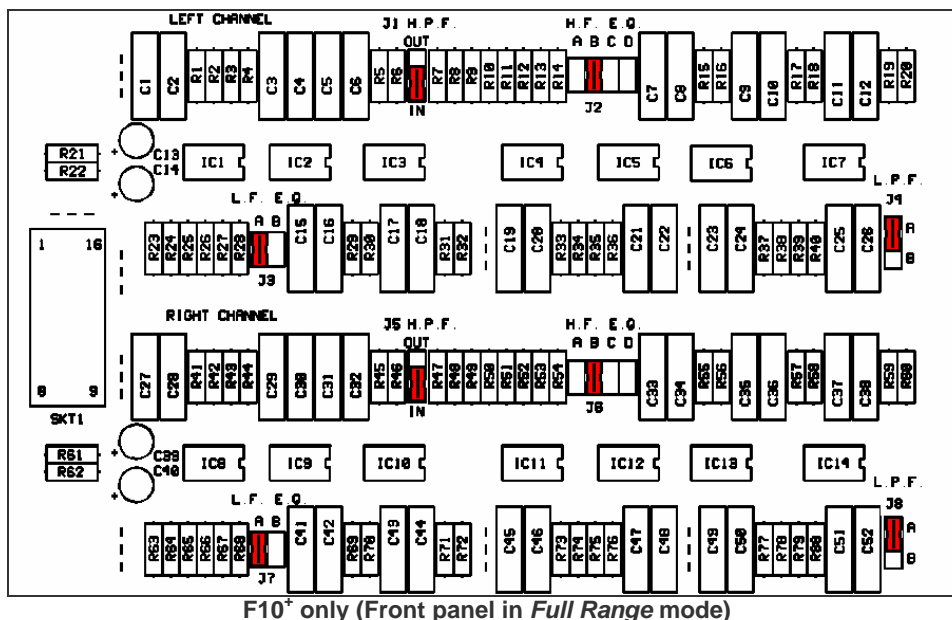 LEFT CHANNEL
J1 H.P.F. H.F. E.Q.
OUT A B C D
C1 C2 R1 R2 R3 R4 C3 C4 C5 C6 R5 R6 R7 R8 R9 R10 R11 R12 R13 R14 C7 C8 R15 R16 C9 C10 R17 R18 C11 C12 R19 R20
IN J2
R21 C13 IC1 IC2 IC3 IC4 IC5 IC6 IC7
R22 C14
L.F. E.Q. L.P.F.
A B J4
1 16 R23 R24 R25 R26 R27 R28 C15 C16 R29 R30 C17 C18 R31 R32 C19 C20 R33 R34 R35 R36 C21 C22 C23 C24 R37 R38 R39 R40 C25 C26 A
J3 B
RIGHT CHANNEL
J5 H.P.F. H.F. E.Q.
OUT A B C D
C27 C28 R41 R42 R43 R44 C29 C30 C31 C32 R45 R46 R47 R48 R49 R50 R51 R52 R53 R54 C33 C34 R55 R56 C35 C36 R57 R58 C37 C38 R59 R60
8 9 IN J6
SKT1
R61 C39 IC8 IC9 IC10 IC11 IC12 IC13 IC14
R62 C40
L.F. E.Q. L.P.F.
A B J8
R63 R64 R65 R66 R67 R68 C41 C42 R69 R70 C43 C44 R71 R72 C45 C46 R73 R74 R75 R76 C47 C48 C49 C50 R77 R78 R79 R80 C51 C52 A
J7 B
F10+ only (Front panel in Full Range mode)